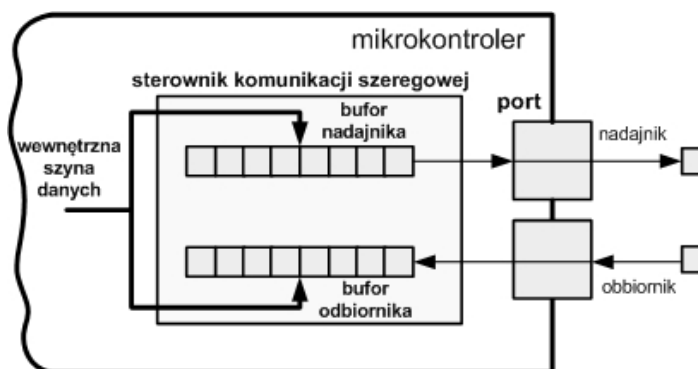 mikrokontroler
sterownik komunikacji szeregowej
bufor
nadajnika
port
nadajnik
wewnętrzna
szyna
danych
bufor
odbiornika
obbiornik